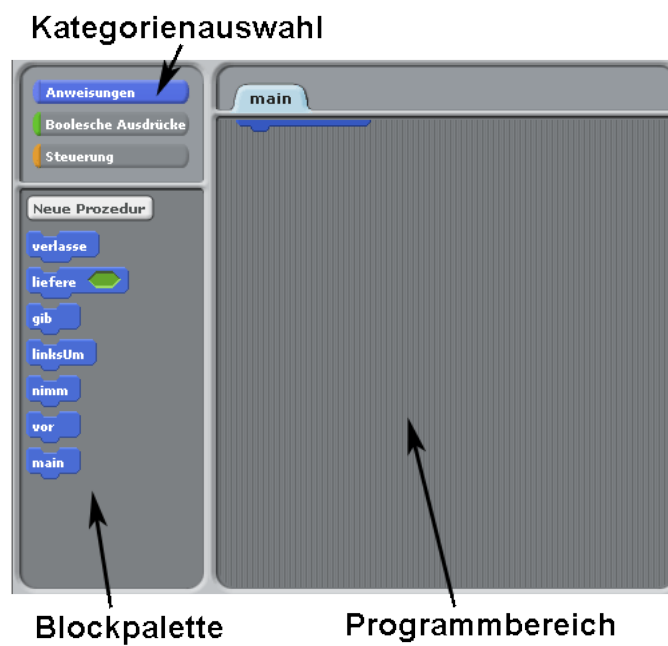 Kategorienauswahl
Anweisungen
Boolesche Ausdrücke
Steuerung
main
Neue Prozedur
verlasse
liefere
gib
linksUm
nimm
vor
main
Blockpalette
Programmbereich